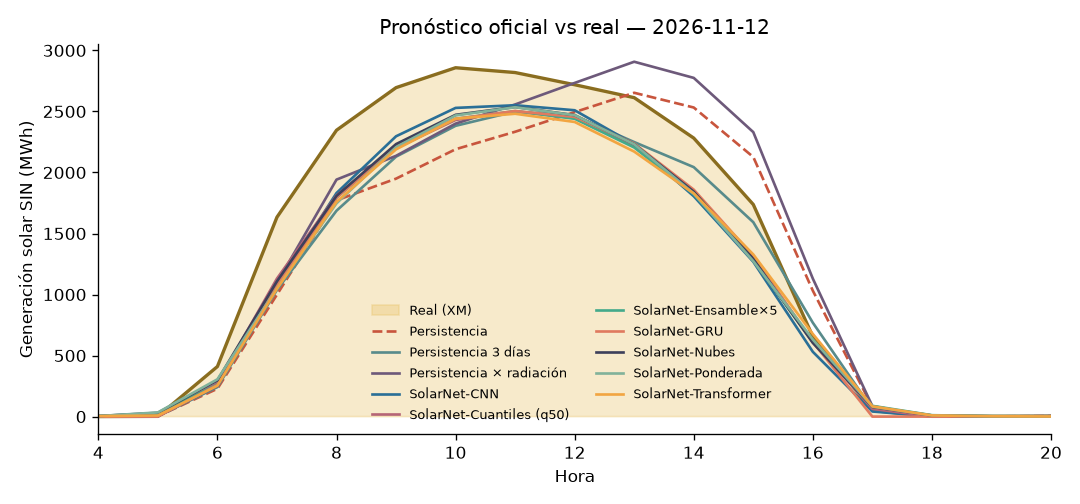 Pronóstico oficial vs real — 2026-11-12
Generación solar SIN (MWh)
3000
2500
2000
1500
1000
500
0
Real (XM)
Persistencia
Persistencia 3 días
Persistencia × radiación
SolarNet-CNN
SolarNet-Cuantiles (q50)
SolarNet-Ensamble×5
SolarNet-GRU
SolarNet-Nubes
SolarNet-Ponderada
SolarNet-Transformer
4 6 8 10 12 14 16 18 20
Hora